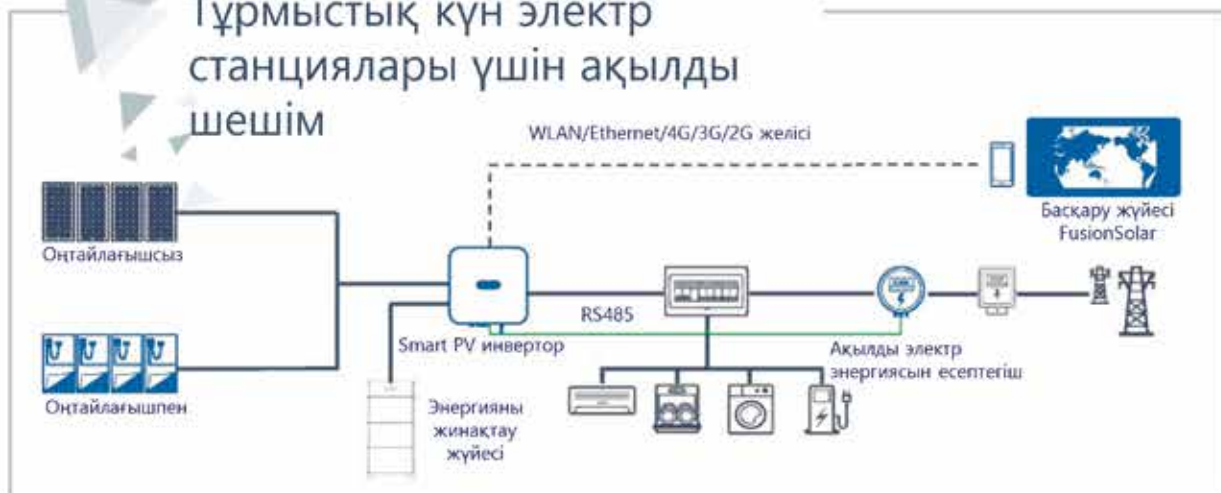 Тұрмыстық күн электр
станциялары үшін ақылды
шешім
WLAN/Ethernet/4G/3G/2G желісі
Басқару жүйесі
FusionSolar
Оңтайлағышсыз
RS485
Smart PV инвертор
Ақылды электр
энергиясын есептегіш
Оңтайлағышпен
Энергияны
жинақтау
жүйесі